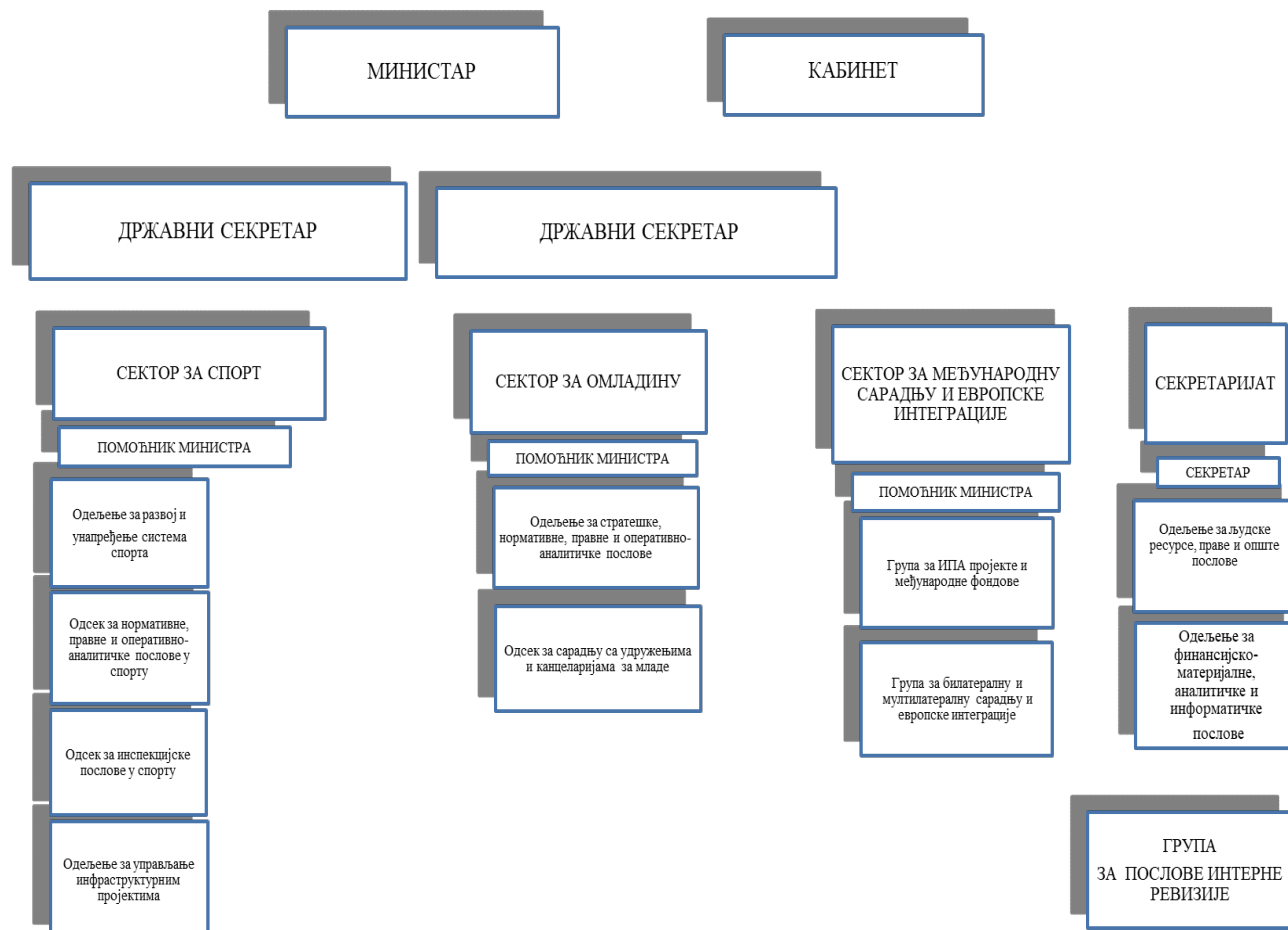 МИНИСТАР
КАБИНЕТ
ДРЖАВНИ СЕКРЕТАР
ДРЖАВНИ СЕКРЕТАР
СЕКТОР ЗА СПОРТ
ПОМОЋНИК МИНИСТРА
Одељење за развој и
унапређење система
спорта
Одсек за нормативне,
правне и оперативно-
аналитичке послове у
спорту
Одсек за инспекцијске
послове у спорту
Одељење за управљање
инфраструктурним
пројектима
СЕКТОР ЗА ОМЛАДИНУ
ПОМОЋНИК МИНИСТРА
Одељење за стратешке,
нормативне, правне и оперативно-
аналитичке послове
Одсек за сарадњу са удружењима
и канцеларијама за младе
СЕКТОР ЗА МЕЂУНАРОДНУ
САРАДЊУ И ЕВРОПСКЕ
ИНТЕГРАЦИЈЕ
ПОМОЋНИК МИНИСТРА
Група за ИПА пројекте и
међународне фондове
Група за билатералну и
мултилатералну сарадњу и
европске интеграције
СЕКРЕТАРИЈАТ
СЕКРЕТАР
Одељење за људске
ресурсе, праве и опште
послове
Одељење за
финансијско-
материјалне,
аналитичке и
информатичке
послове
ГРУПА
ЗА ПОСЛОВЕ ИНТЕРНЕ
РЕВИЗИЈЕ